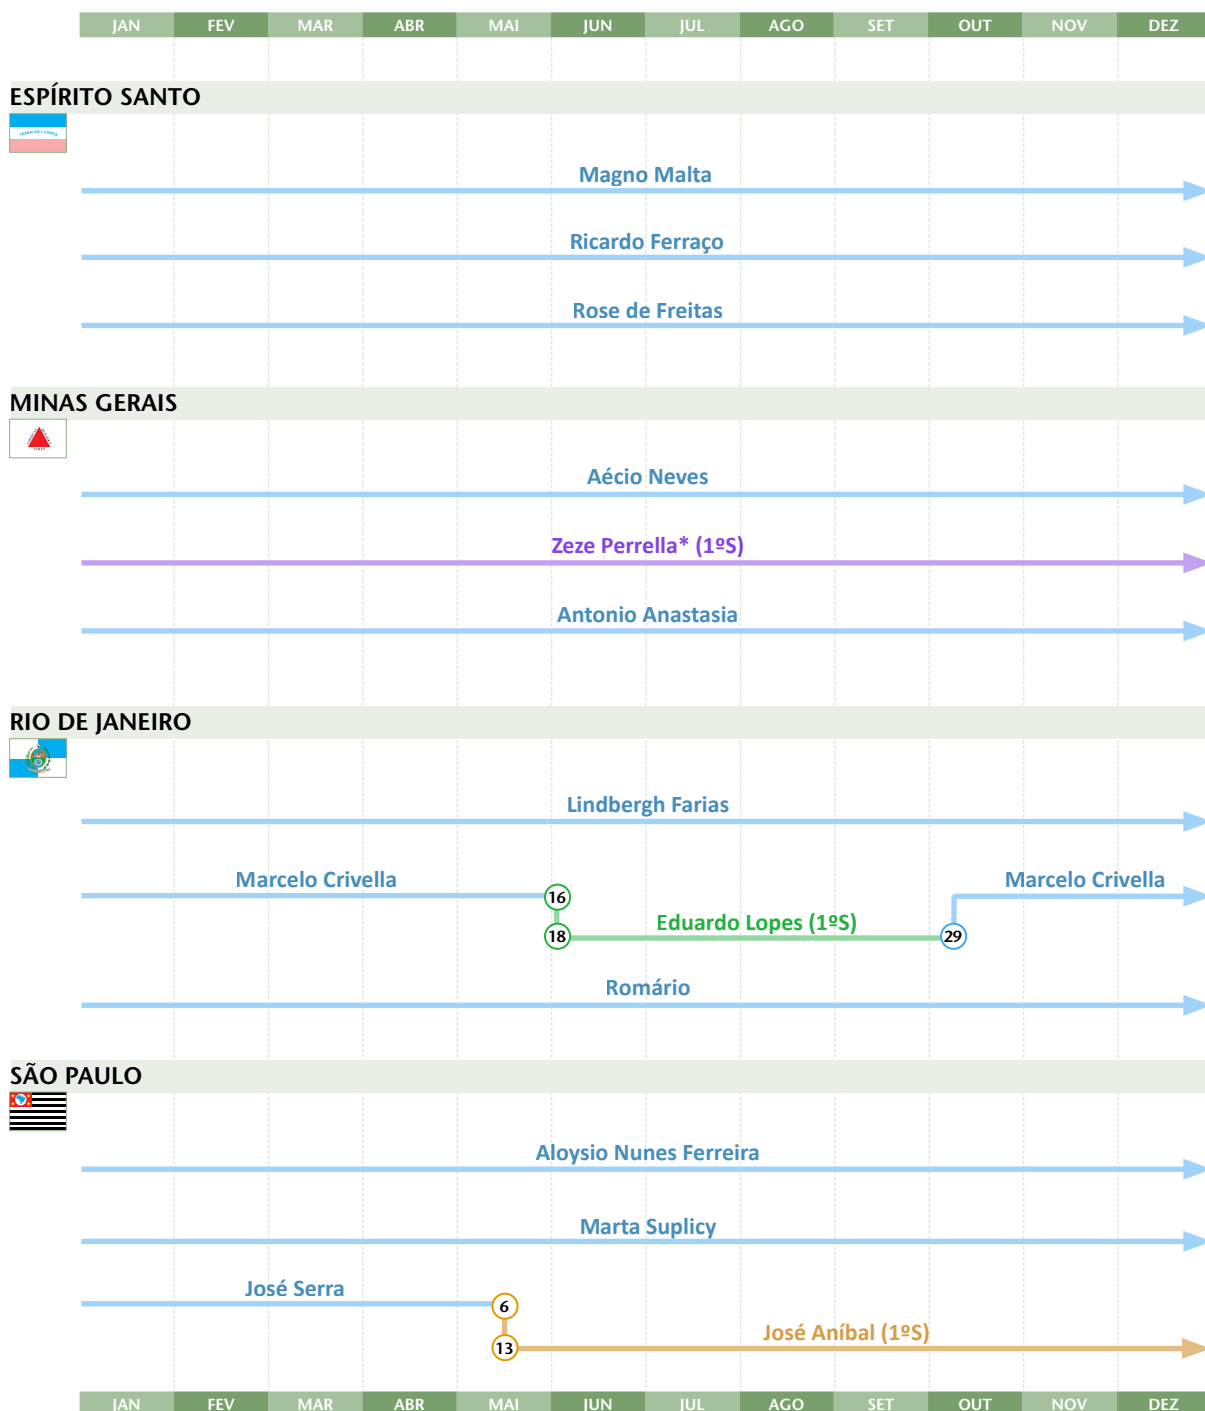 JAN FEV MAR ABR MAI JUN JUL AGO SET OUT NOV DEZ
ESPÍRITO SANTO
Magno Malta
Ricardo Ferraço
Rose de Freitas
MINAS GERAIS
Aécio Neves
Zeze Perrella* (1ºS)
Antonio Anastasia
RIO DE JANEIRO
Lindbergh Farias
Marcelo Crivella Marcelo Crivella
16
Eduardo Lopes (1ºS)
18 29
Romário
SÃO PAULO
Aloysio Nunes Ferreira
Marta Suplicy
José Serra
6
José Aníbal (1ºS)
13
JAN FEV MAR ABR MAI JUN JUL AGO SET OUT NOV DEZ